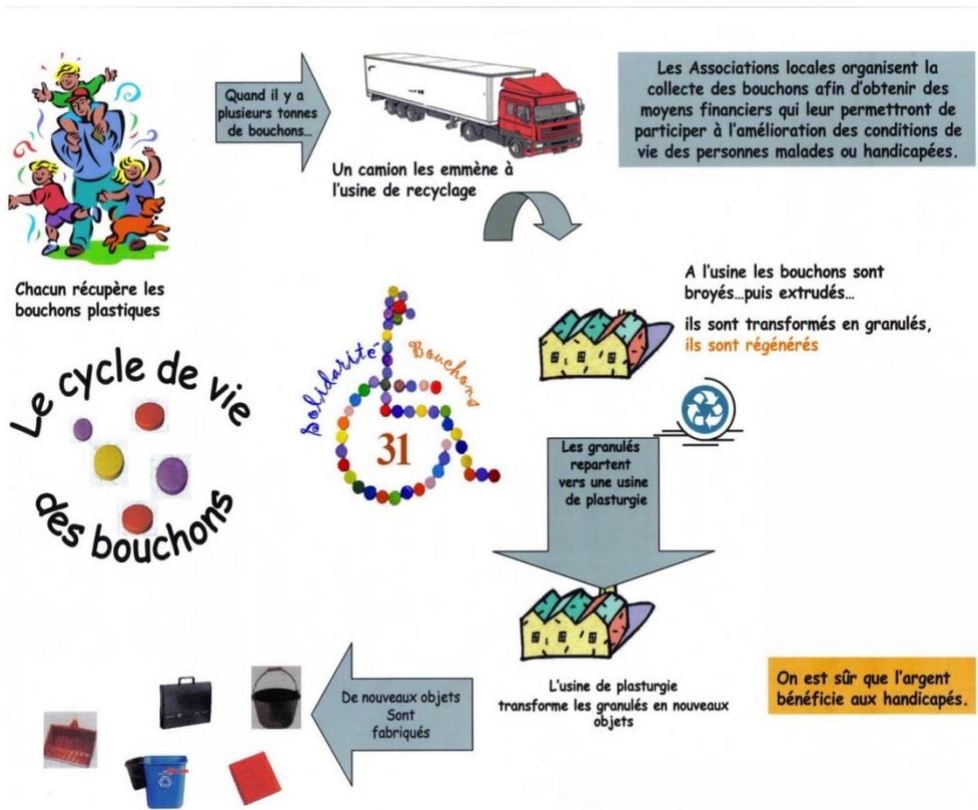 Quand il y a
plusieurs tonnes
de bouchons...
Un camion les emmène à
l'usine de recyclage
Les Associations locales organisent la
collecte des bouchons afin d'obtenir des
moyens financiers qui leur permettront de
participer à l'amélioration des conditions de
vie des personnes malades ou handicapées.
Chacun récupère les
bouchons plastiques
A l'usine les bouchons sont
broyés...puis extrudés...
ils sont transformés en granulés,
ils sont régénérés
Le cycle de vie
des bouchons
Solidarité
Bouchons
31
Les granulés
repartent
vers une usine
de plasturgie
L'usine de plasturgie
transforme les granulés en nouveaux
objets
De nouveaux objets
Sont
fabriqués
On est sûr que l'argent
bénéficie aux handicapés.